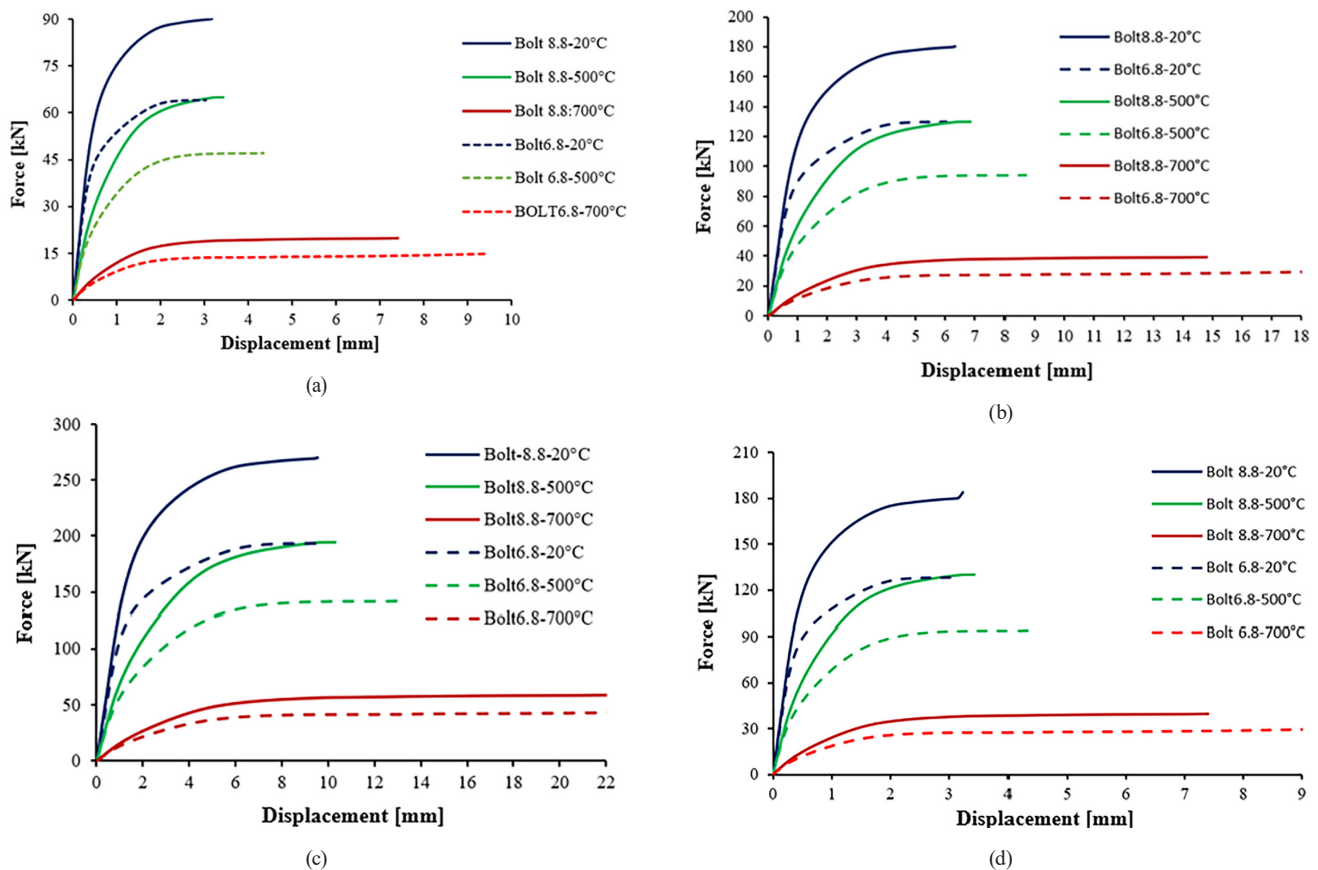 90
75
60
45
30
15
0
Force [kN]
0 1 2 3 4 5 6 7 8 9 10
Displacement [mm]
Bolt 8.8-20°C
Bolt 8.8-500°C
Bolt 8.8:700°C
Bolt6.8-20°C
Bolt 6.8-500°C
BOLT6.8-700°C
(a)
200
180
160
140
120
100
80
60
40
20
0
Force [kN]
0 1 2 3 4 5 6 7 8 9 10 11 12 13 14 15 16 17 18
Displacement [mm]
Bolt8.8-20°C
Bolt6.8-20°C
Bolt8.8-500°C
Bolt6.8-500°C
Bolt8.8-700°C
Bolt6.8-700°C
(b)
300
250
200
150
100
50
0
Force [kN]
0 2 4 6 8 10 12 14 16 18 20 22
Displacement [mm]
Bolt-8.8-20°C
Bolt8.8-500°C
Bolt8.8-700°C
Bolt6.8-20°C
Bolt6.8-500°C
Bolt6.8-700°C
(c)
210
180
150
120
90
60
30
0
Force [kN]
0 1 2 3 4 5 6 7 8 9
Displacement [mm]
Bolt 8.8-20°C
Bolt 8.8-500°C
Bolt 8.8-700°C
Bolt 6.8-20°C
Bolt6.8-500°C
Bolt 6.8-700°C
(d)